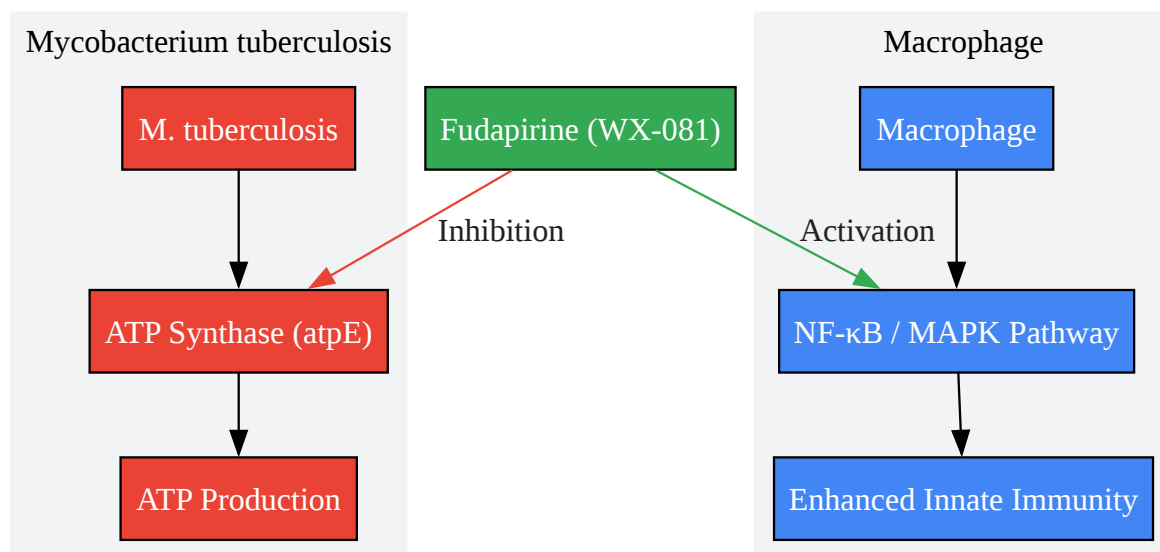 Mycobacterium tuberculosis
Macrophage
M. tuberculosis
Fudapirine (WX-081)
Macrophage
Inhibition
Activation
ATP Synthase (atpE)
NF-κB / MAPK Pathway
ATP Production
Enhanced Innate Immunity